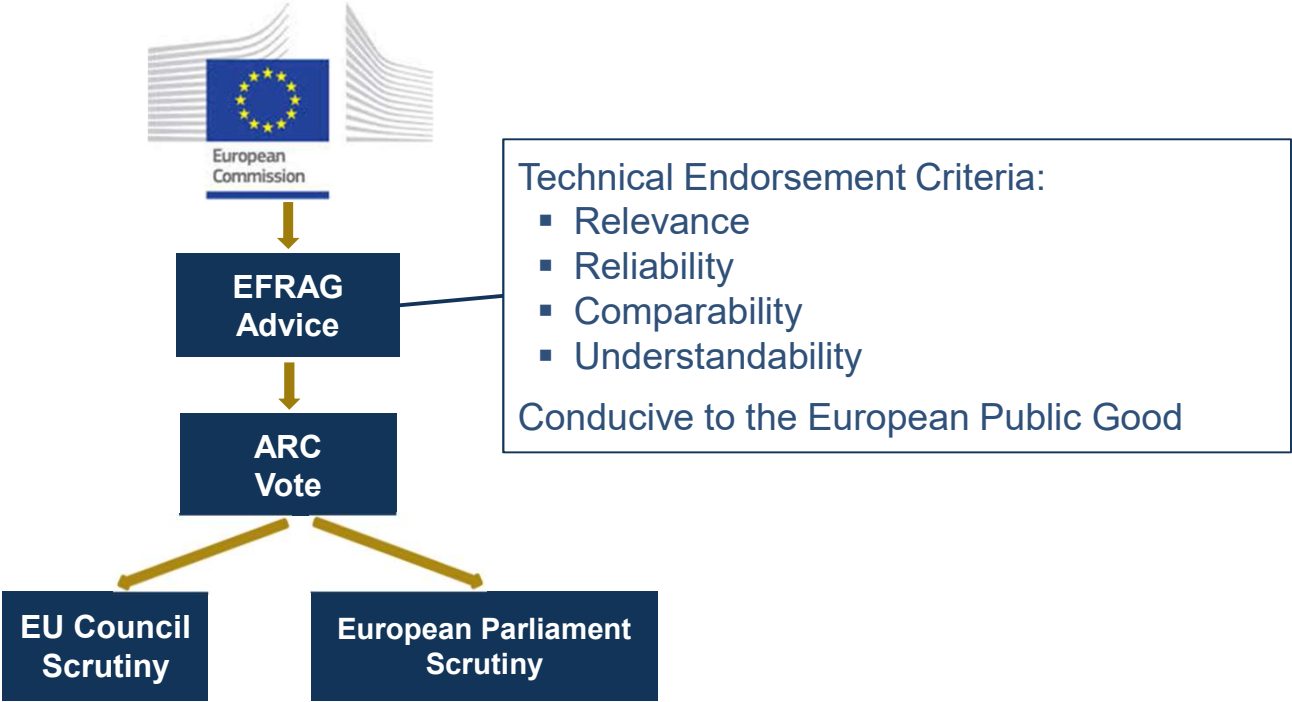 European
Commission
EFRAG
Advice
Technical Endorsement Criteria:
▪ Relevance
▪ Reliability
▪ Comparability
▪ Understandability
Conducive to the European Public Good
ARC
Vote
EU Council
Scrutiny
European Parliament
Scrutiny